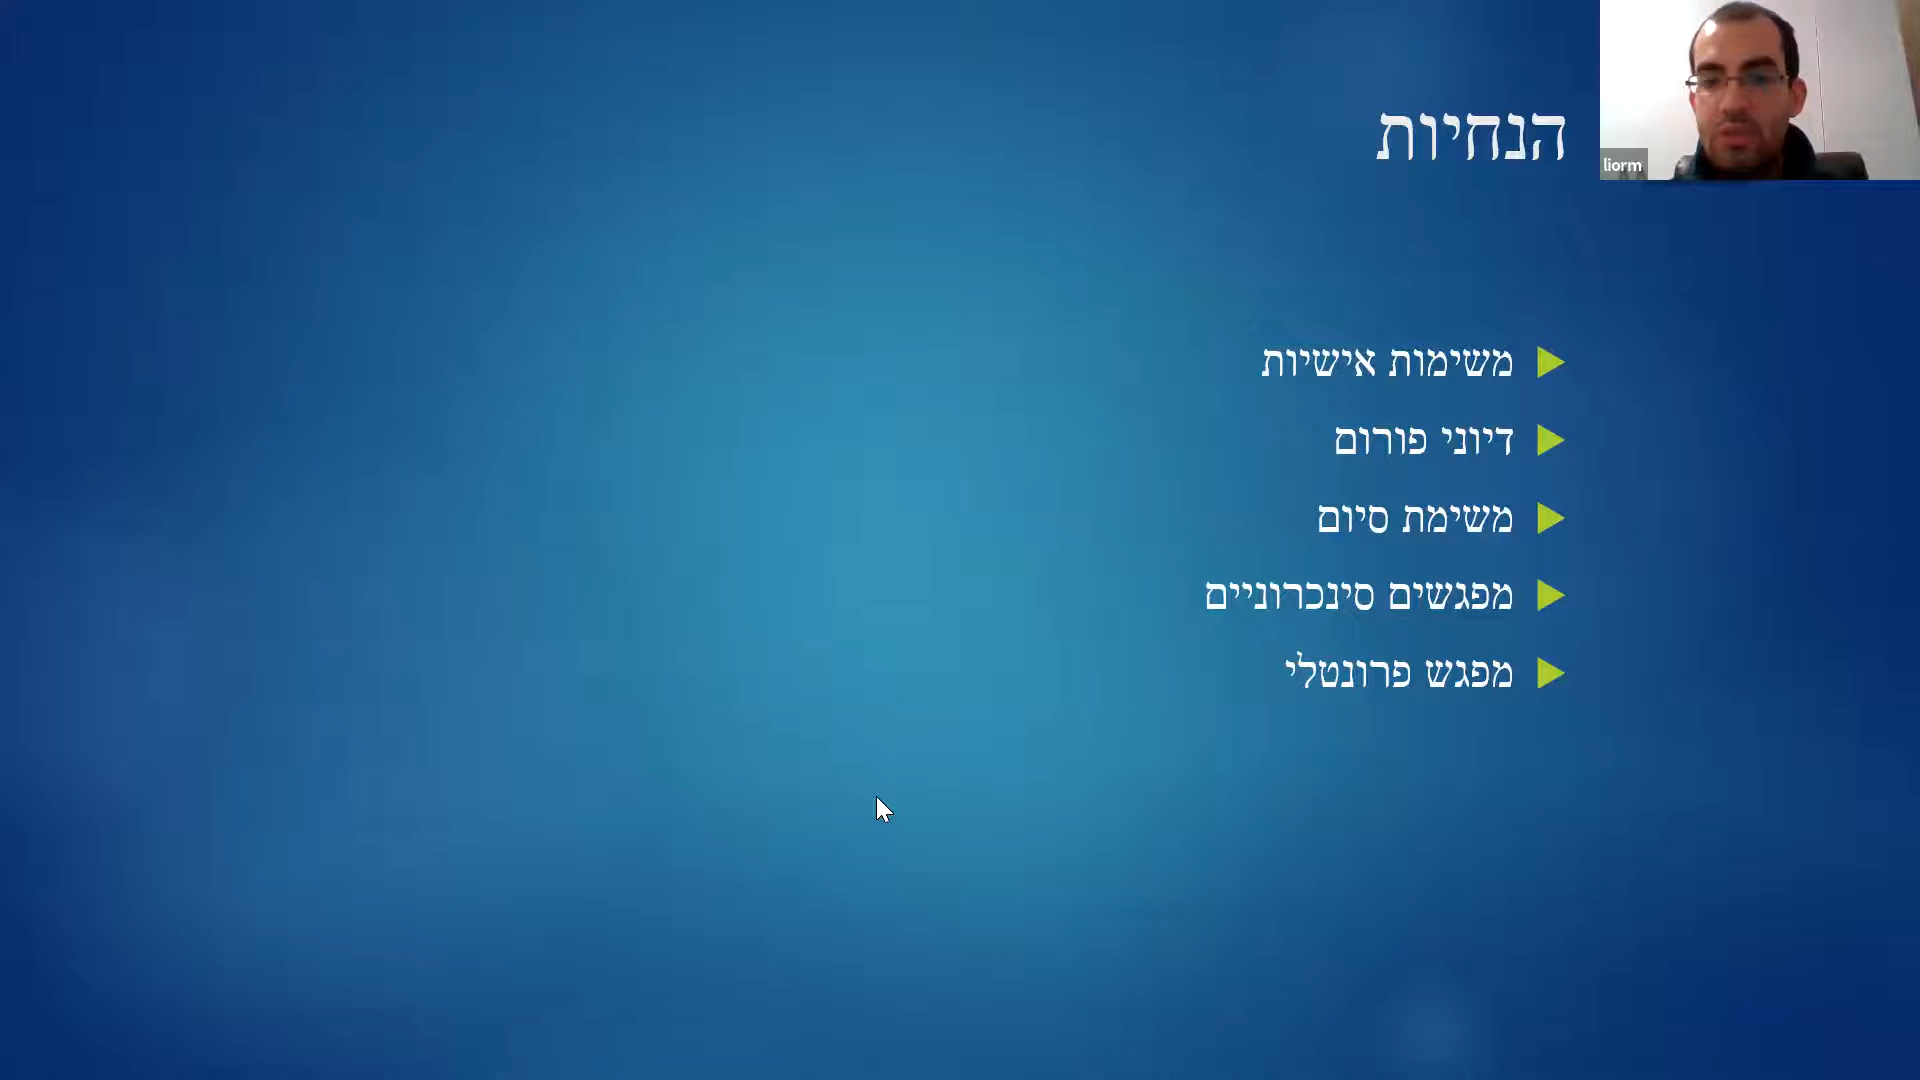 הנחיות
liorm
משימות אישיות
דיוני פורום
משימת סיום
מפגשים סינכרוניים
מפגש פרונטלי